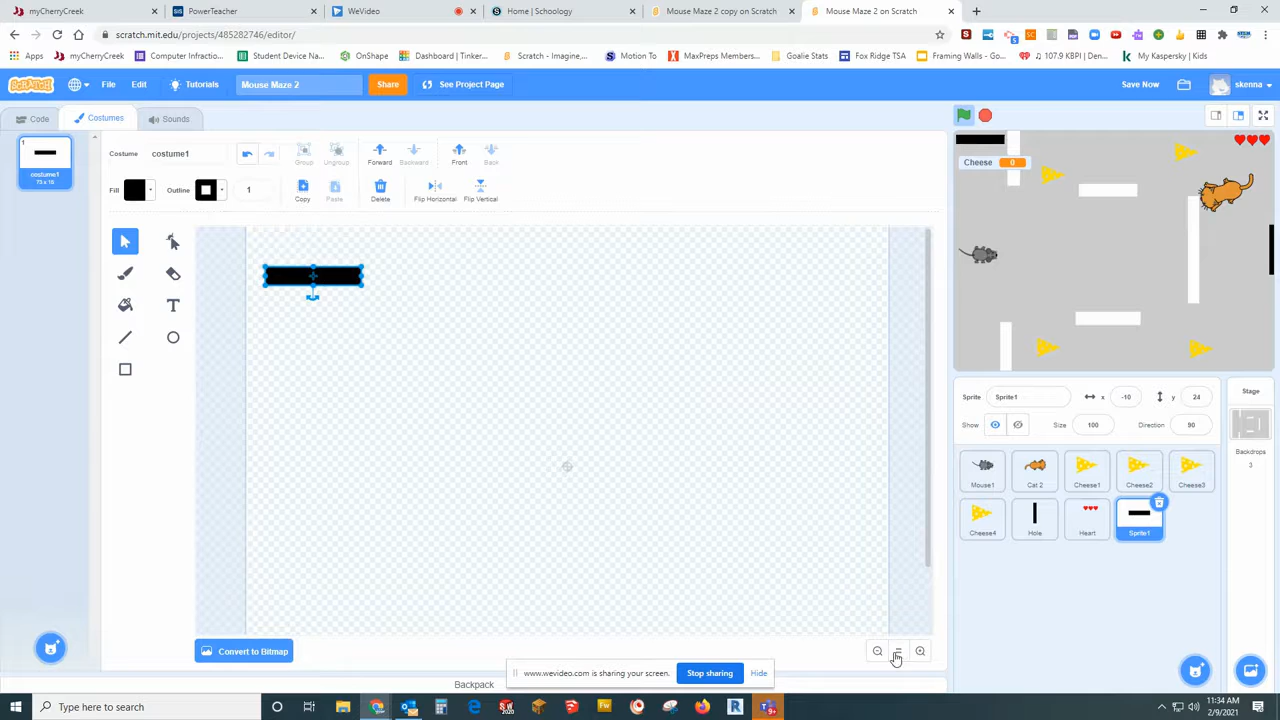 myCherryCreek
PowerTeacher
WeVideo
Home | Schoology
Mouse Maze 2 copy on Scratch
Mouse Maze 2 on Scratch
scratch.mit.edu/projects/485282746/editor/
Apps
myCherryCreek
Computer Infraction...
Student Device Na...
OnShape
Dashboard | Tinker...
Scratch
Motion To
MaxPreps Members...
Goalie Stats
Fox Ridge TSA
Framing Walls - Go...
107.9 KBPI | Den...
My Kaspersky | Kids
SCRATCH
File
Edit
Tutorials
Mouse Maze 2
Share
See Project Page
Save Now
skenna
Code
Costumes
Sounds
1
costume1
73 x 15
Costume
costume1
Group
Ungroup
Forward
Backward
Front
Back
Fill
Outline
1
Copy
Paste
Delete
Flip Horizontal
Flip Vertical
Cheese 0
Sprite
Sprite1
x
-10
y
24
Show
Size
100
Direction
90
Stage
Backdrops
3
Mouse1
Cat 2
Cheese1
Cheese2
Cheese3
Cheese4
Hole
Heart
Sprite1
Convert to Bitmap
www.wevideo.com is sharing your screen.
Stop sharing
Hide
Backpack
Type here to search
11:34 AM
2/9/2021